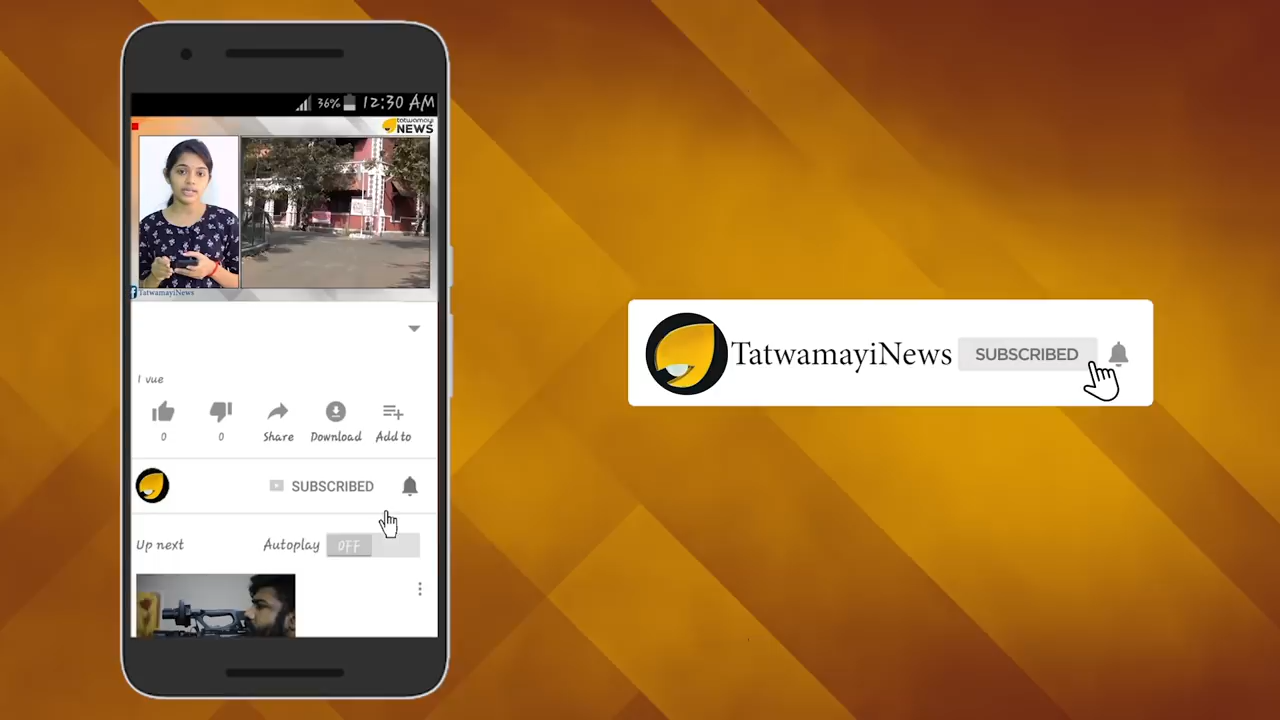 36% 12:30 AM
tatwamayi
NEWS
TatwamayiNews
1 vue
0 0 Share Download Add to
SUBSCRIBED
Up next Autoplay OFF
TatwamayiNews SUBSCRIBED